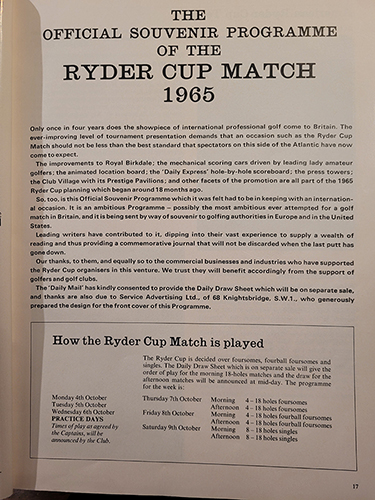 THE
OFFICIAL SOUVENIR PROGRAMME
OF THE
RYDER CUP MATCH
1965
Only once in four years does the showpiece of international professional golf come to Britain. The
ever-improving level of tournament presentation demands that an occasion such as the Ryder Cup
Match should not be less than the best standard that spectators on this side of the Atlantic have now
come to expect.
The improvements to Royal Birkdale; the mechanical scoring cars driven by leading lady amateur
golfers; the animated location board; the 'Daily Express' hole-by-hole scoreboard; the press towers;
the Club Village with its Prestige Pavilions; and other facets of the promotion are all part of the 1965
Ryder Cup planning which began around 18 months ago.
So, too, is this Official Souvenir Programme which it was felt had to be in keeping with an internation-
al occasion. It is an ambitious Programme – possibly the most ambitious ever attempted for a golf
match in Britain, and it is being sent by way of souvenir to golfing authorities in Europe and in the United
States.
Leading writers have contributed to it, dipping into their vast experience to supply a wealth of
reading and thus providing a commemorative journal that will not be discarded when the last putt has
gone down.
Our thanks, to them, and equally so to the commercial businesses and industries who have supported
the Ryder Cup organisers in this venture. We trust they will benefit accordingly from the support of
golfers and golf clubs.
The 'Daily Mail' has kindly consented to provide the Daily Draw Sheet which will be on separate sale,
and thanks are also due to Service Advertising Ltd., of 68 Knightsbridge, S.W.1., who generously
prepared the design for the front cover of this Programme.
How the Ryder Cup Match is played
The Ryder Cup is decided over foursomes, fourball foursomes and
singles. The Daily Draw Sheet which is on separate sale will give the
order of play for the morning 18-holes matches and the draw for the
afternoon matches will be announced at mid-day. The programme
for the week is:
Monday 4th October
Tuesday 5th October
Wednesday 6th October
PRACTICE DAYS
Times of play as agreed by
the Captains, will be
announced by the Club.
Thursday 7th October Morning 4 – 18 holes foursomes
Afternoon 4 – 18 holes foursomes
Friday 8th October Morning 4 – 18 holes fourball foursomes
Afternoon 4 – 18 holes fourball foursomes
Saturday 9th October Morning 8 – 18 holes singles
Afternoon 8 – 18 holes singles
17